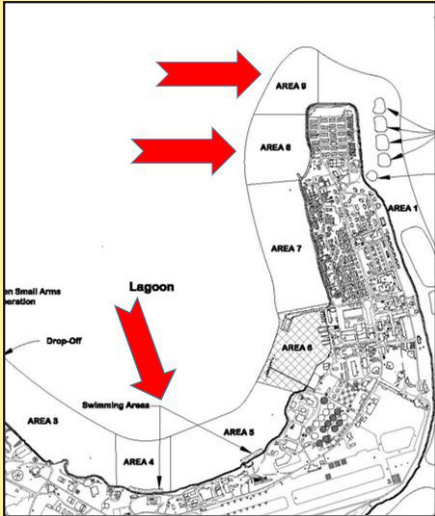 AREA 9
AREA 8
AREA 1
AREA 7
Lagoon
en Small Arms
peration
Drop-Off
AREA 6
Swimming Areas
AREA 3
AREA 5
AREA 4